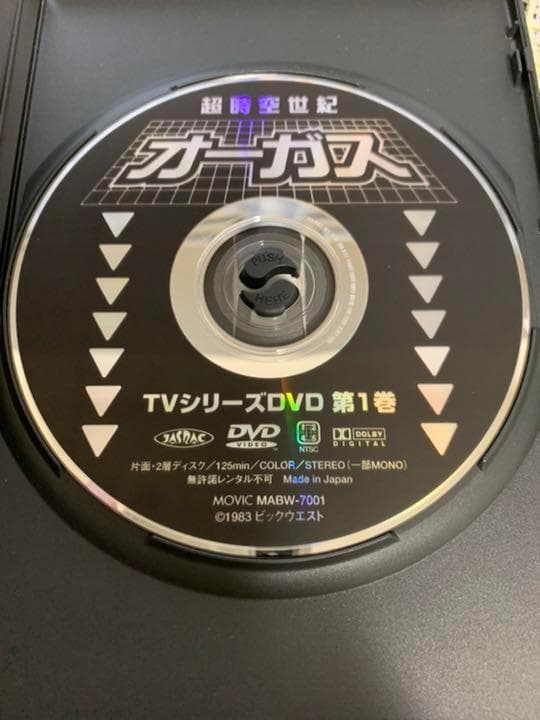 超時空世紀
オーガス
PUSH
HERE
TVシリーズDVD 第1巻
JASRAC DVD VIDEO NTSC DOLBY DIGITAL
片面・2層ディスク／125min／COLOR／STEREO（一部MONO）
無許諾レンタル不可 Made in Japan
MOVIC MABW-7001
©1983 ビックウエスト